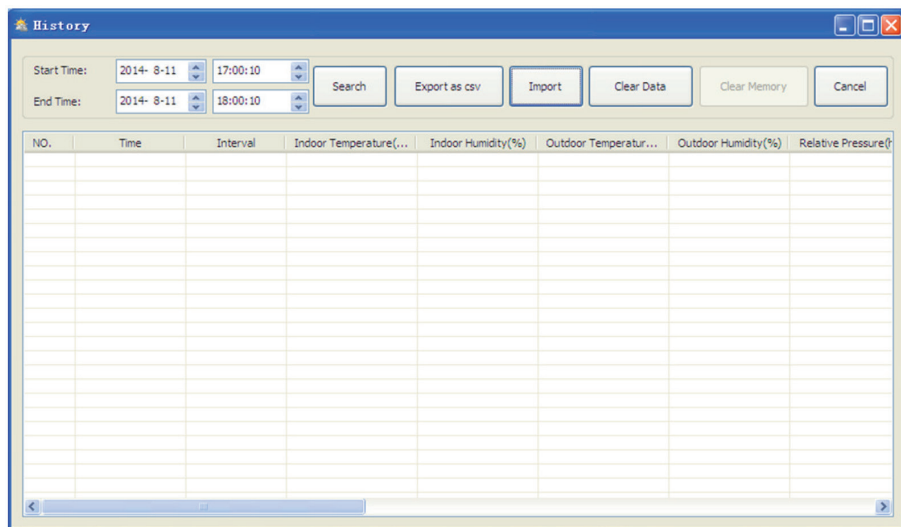 History
Start Time: 2014- 8-11 17:00:10
End Time: 2014- 8-11 18:00:10
Search Export as csv Import Clear Data Clear Memory Cancel
NO. Time Interval Indoor Temperature(... Indoor Humidity(%) Outdoor Temperatur... Outdoor Humidity(%) Relative Pressure(h